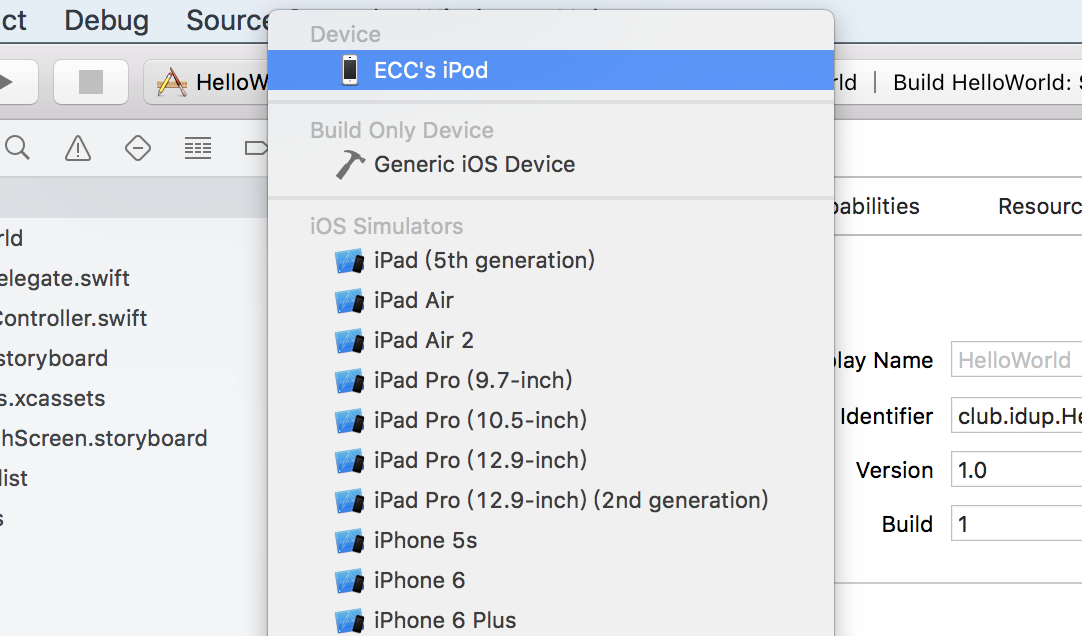 ct Debug Source
Device
ECC's iPod
HelloW
rld | Build HelloWorld:
Build Only Device
Generic iOS Device
pabilities Resourc
iOS Simulators
rld
iPad (5th generation)
elegate.swift
iPad Air
Controller.swift
iPad Air 2
storyboard
play Name HelloWorld
iPad Pro (9.7-inch)
s.xcassets
iPad Pro (10.5-inch)
Identifier club.idup.He
hScreen.storyboard
iPad Pro (12.9-inch)
Version 1.0
list
iPad Pro (12.9-inch) (2nd generation)
s
Build 1
iPhone 5s
iPhone 6
iPhone 6 Plus